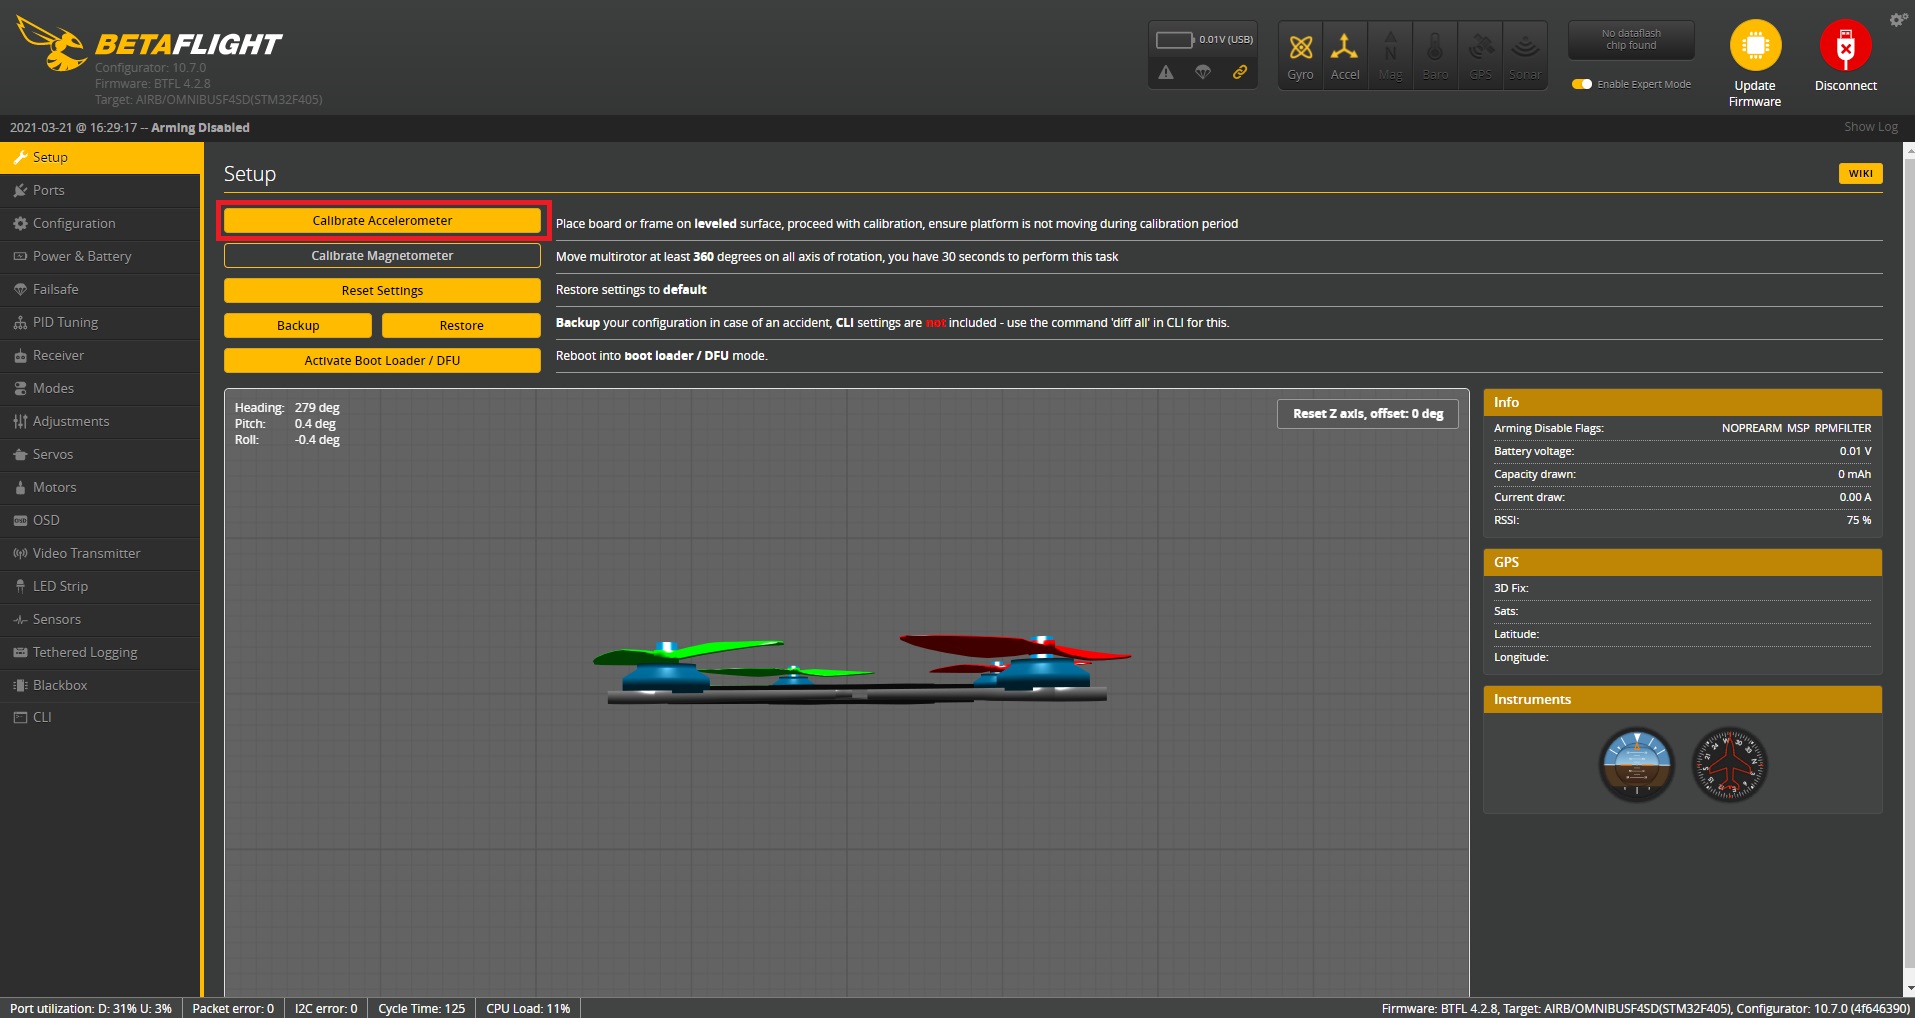 BETAFLIGHT
Configurator: 10.7.0
Firmware: BTFL 4.2.8
Target: AIRB/OMNIBUSF4SD(STM32F405)
0.01V (USB)
Gyro
Accel
Mag
Baro
GPS
Sonar
No dataflash
chip found
Enable Expert Mode
Update
Firmware
Disconnect
2021-03-21 @ 16:29:17 -- Arming Disabled
Show Log
Setup
Ports
Configuration
Power & Battery
Failsafe
PID Tuning
Receiver
Modes
Adjustments
Servos
Motors
OSD
Video Transmitter
LED Strip
Sensors
Tethered Logging
Blackbox
CLI
Setup
WIKI
Calibrate Accelerometer
Place board or frame on leveled surface, proceed with calibration, ensure platform is not moving during calibration period
Calibrate Magnetometer
Move multirotor at least 360 degrees on all axis of rotation, you have 30 seconds to perform this task
Reset Settings
Restore settings to default
Backup
Restore
Backup your configuration in case of an accident, CLI settings are not included - use the command 'diff all' in CLI for this.
Activate Boot Loader / DFU
Reboot into boot loader / DFU mode.
Heading: 279 deg
Pitch: 0.4 deg
Roll: -0.4 deg
Reset Z axis, offset: 0 deg
Info
Arming Disable Flags: NOPREARM MSP RPMFILTER
Battery voltage: 0.01 V
Capacity drawn: 0 mAh
Current draw: 0.00 A
RSSI: 75 %
GPS
3D Fix:
Sats:
Latitude:
Longitude:
Instruments
Port utilization: D: 31% U: 3%
Packet error: 0
I2C error: 0
Cycle Time: 125
CPU Load: 11%
Firmware: BTFL 4.2.8, Target: AIRB/OMNIBUSF4SD(STM32F405), Configurator: 10.7.0 (4f646390)